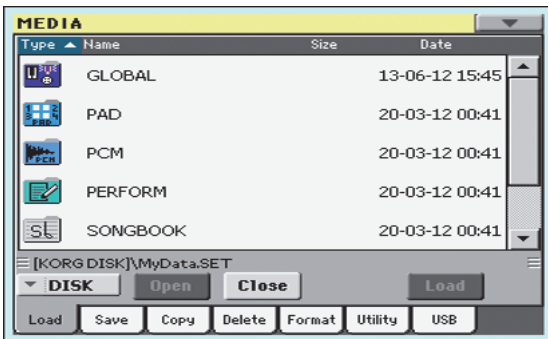 MEDIA
Type Name Size Date
GLOBAL 13-06-12 15:45
PAD 20-03-12 00:41
PCM 20-03-12 00:41
PERFORM 20-03-12 00:41
SONGBOOK 20-03-12 00:41
[KORG DISK]\MyData.SET
DISK Open Close Load
Load Save Copy Delete Format Utility USB